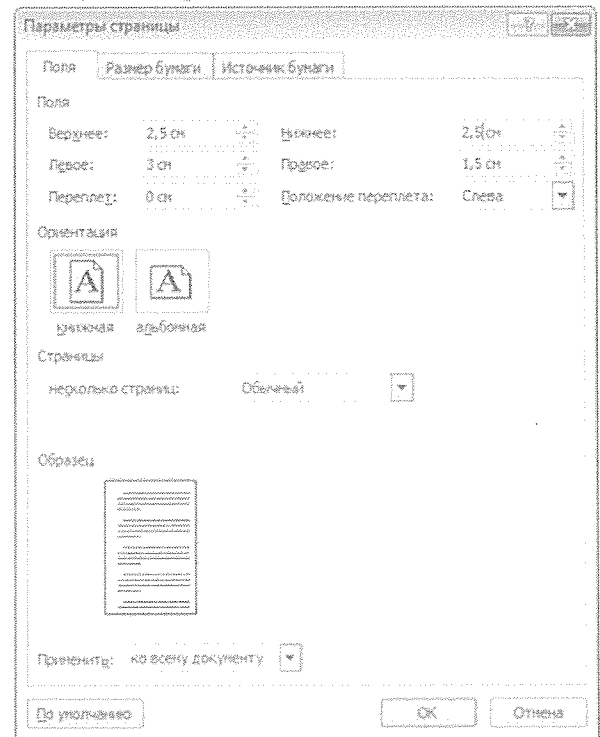 Параметры страницы
Поля Размер бумаги Источник бумаги
Поля
Верхнее: 2,5 см Нижнее: 2,5 см
Левое: 3 см Правое: 1,5 см
Переплет: 0 см Положение переплета: Слева
Ориентация
A A
книжная альбомная
Страницы
несколько страниц: Обычный
Образец
Применить: ко всему документу
По умолчанию ОК Отмена